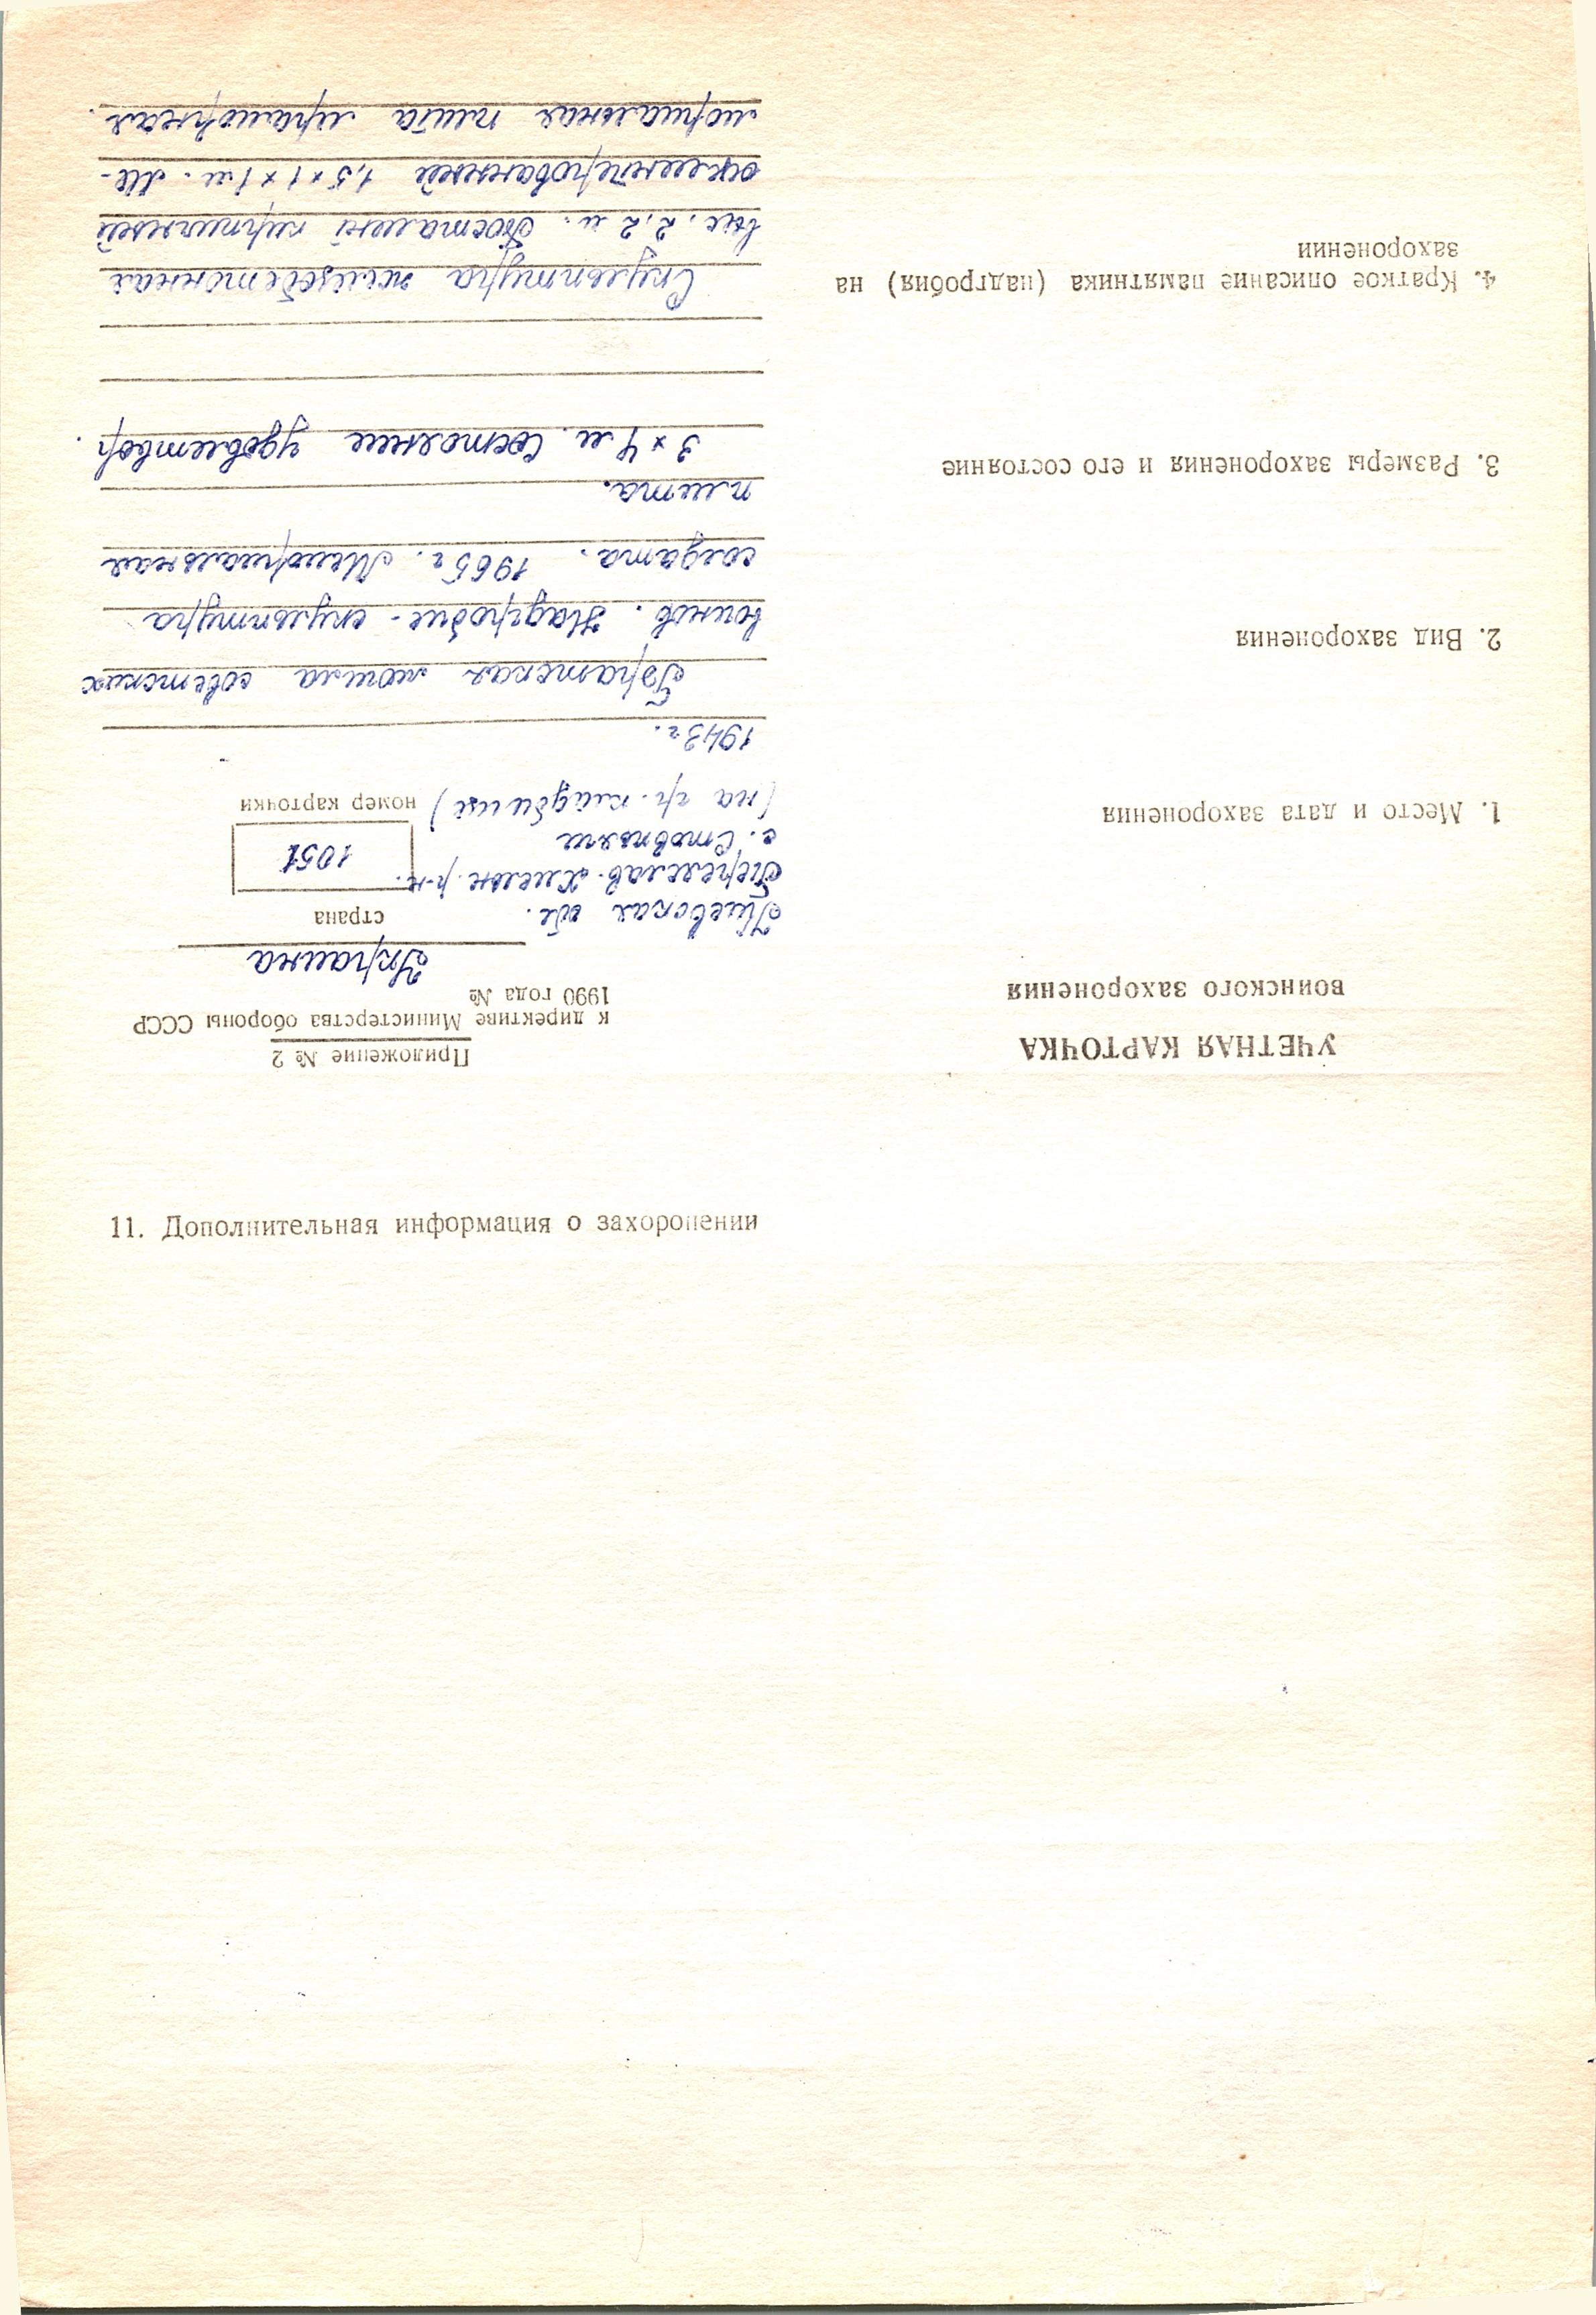 Приложение № 2
к директиве Министерства обороны СССР
1990 года №
УЧЕТНАЯ КАРТОЧКА
воинского захоронения
Украина
страна
1051
номер карточки
1. Место и дата захоронения
Киевская обл.
Переяслав. Хмельн. р-н.
с. Стовпяги
(на гр. кладбище)
1943 г.
2. Вид захоронения
Братская могила советских
воинов. Надгробие - скульптура
солдата. 1965 г. Мемориальная
плита.
3. Размеры захоронения и его состояние
3 × 4 м. Состояние удовлетвор.
4. Краткое описание памятника (надгробия) на
захоронении
Скульптура железобетонная
выс. 2,2 м. Постамент кирпичный
оцементированный 1,5 × 1 × 1 м. Ме-
мориальная плита мраморная.
11. Дополнительная информация о захоронении